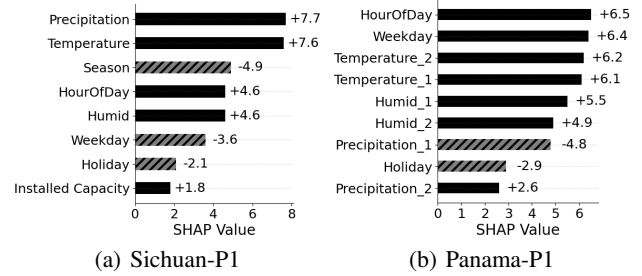 Precipitation +7.7
Temperature +7.6
Season -4.9
HourOfDay +4.6
Humid +4.6
Weekday -3.6
Holiday -2.1
Installed Capacity +1.8
0 2 4 6 8
SHAP Value
(a) Sichuan-P1
HourOfDay +6.5
Weekday +6.4
Temperature_2 +6.2
Temperature_1 +6.1
Humid_1 +5.5
Humid_2 +4.9
Precipitation_1 -4.8
Holiday -2.9
Precipitation_2 +2.6
0 1 2 3 4 5 6
SHAP Value
(b) Panama-P1